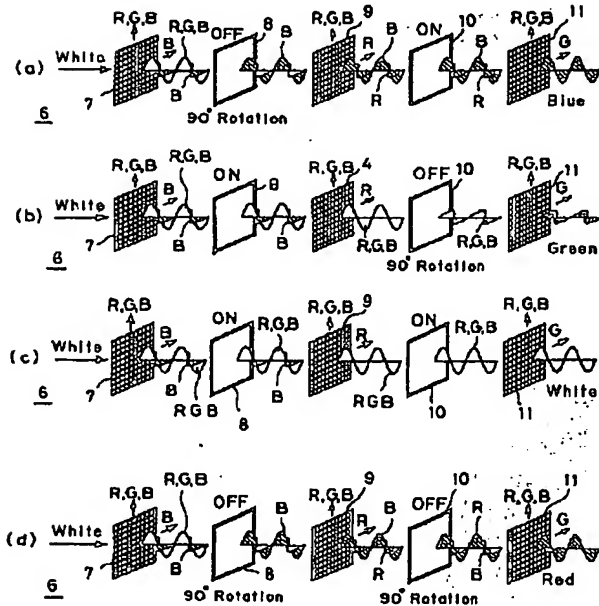 8 9 10 11
R,G,B R,G,B OFF B R,G,B R B ON B R,G,B G
(a) White B
6 7 B 90° Rotation R R Blue
R,G,B R,G,B ON 9 R,G,B 4 OFF 10 R,G,B 11
(b) White B R G
6 7 B B R,G,B R,G,B Green
90° Rotation
R,G,B ON R,G,B R,G,B 9 ON R,G,B R,G,B
(c) White B R G
6 7 B RGB 8 B RGB 10 11 White
R,G,B R,G,B OFF B R,G,B 9 R B OFF 10 R R,G,B 11
(d) White B G
6 7 B 8 R B Red
90° Rotation 90° Rotation